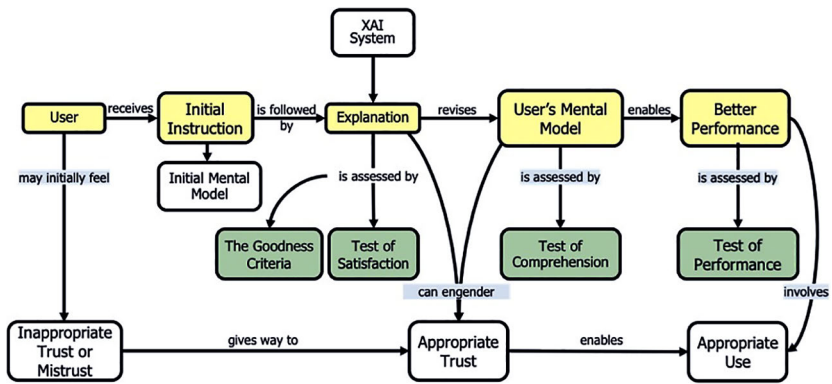 XAI
System
User
receives
Initial
Instruction
is followed
by
Explanation
revises
User's Mental
Model
enables
Better
Performance
may initially feel
Initial Mental
Model
is assessed by
is assessed by
is assessed by
The Goodness
Criteria
Test of
Satisfaction
Test of
Comprehension
Test of
Performance
can engender
involves
Inappropriate
Trust or
Mistrust
gives way to
Appropriate
Trust
enables
Appropriate
Use